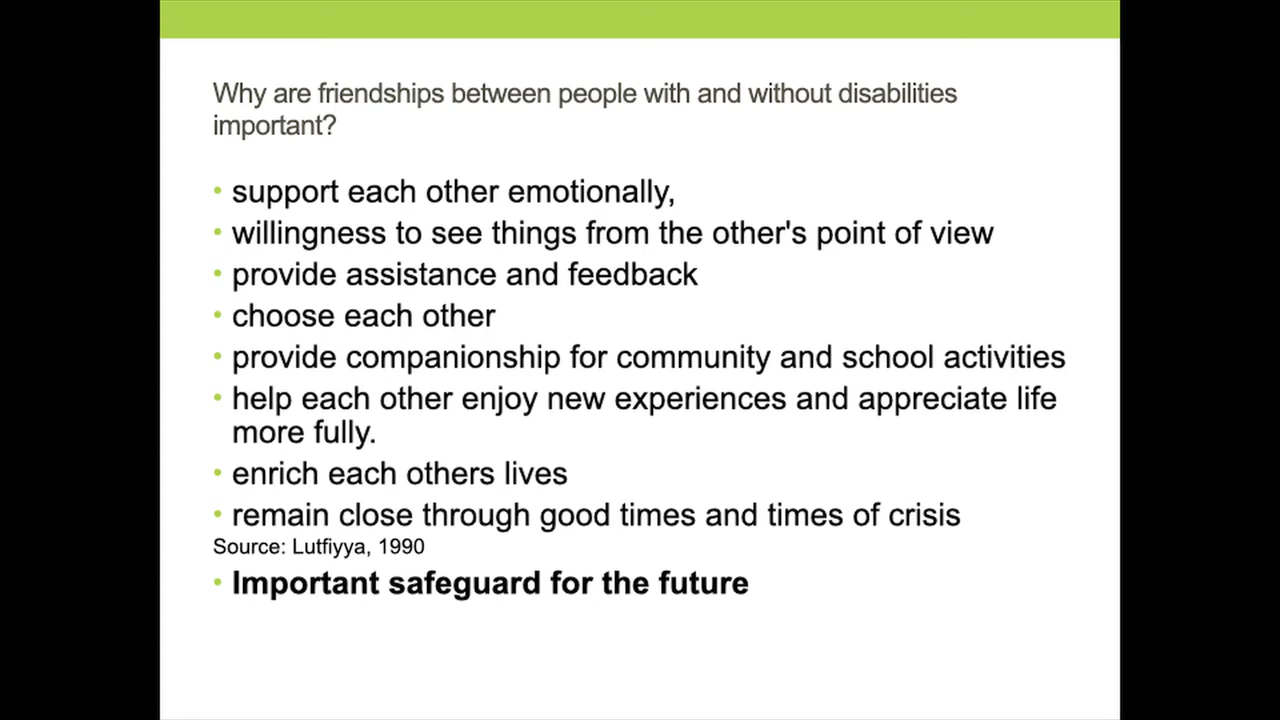 Why are friendships between people with and without disabilities
important?
• support each other emotionally,
• willingness to see things from the other's point of view
• provide assistance and feedback
• choose each other
• provide companionship for community and school activities
• help each other enjoy new experiences and appreciate life
more fully.
• enrich each others lives
• remain close through good times and times of crisis
Source: Lutfiyya, 1990
• Important safeguard for the future